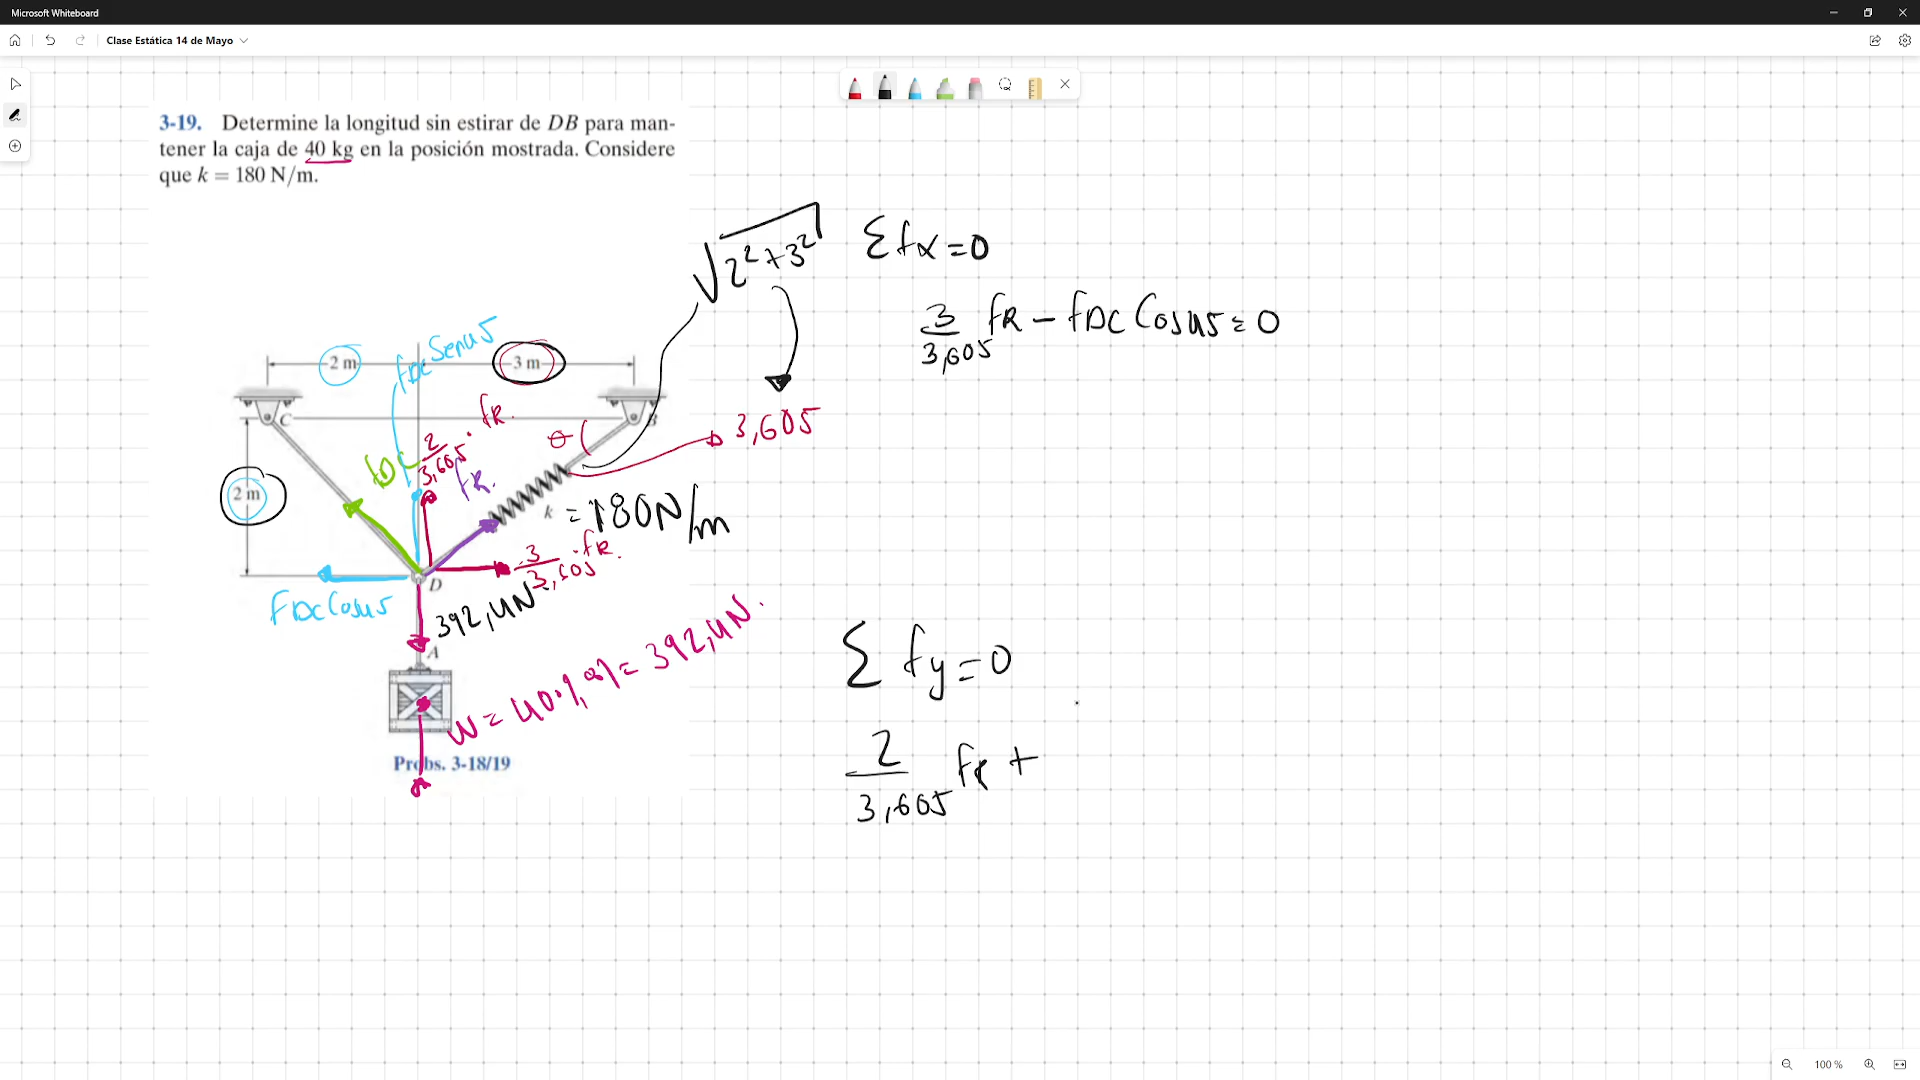 Microsoft Whiteboard
Clase Estática 14 de Mayo
3-19. Determine la longitud sin estirar de DB para man-
tener la caja de 40 kg en la posición mostrada. Considere
que k = 180 N/m.
√2²+3²
Σfx=0
3/3,605 fR - fDC Cos45=0
fDC Sen45
2 m
3 m
C
B
fR.
θ
3,605
2/3,605 . fR
fDC
fR.
2 m
k = 180N/m
3/3,605 .fR.
D
FDC Cos45
392,4N
A
W = 40.9,81 = 392,4N.
Σ fy=0
2/3,605 fR +
Probs. 3-18/19
100 %